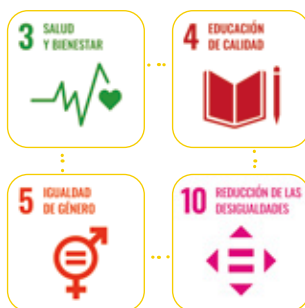 3 SALUD
Y BIENESTAR
4 EDUCACIÓN
DE CALIDAD
5 IGUALDAD
DE GÉNERO
10 REDUCCIÓN DE LAS
DESIGUALDADES